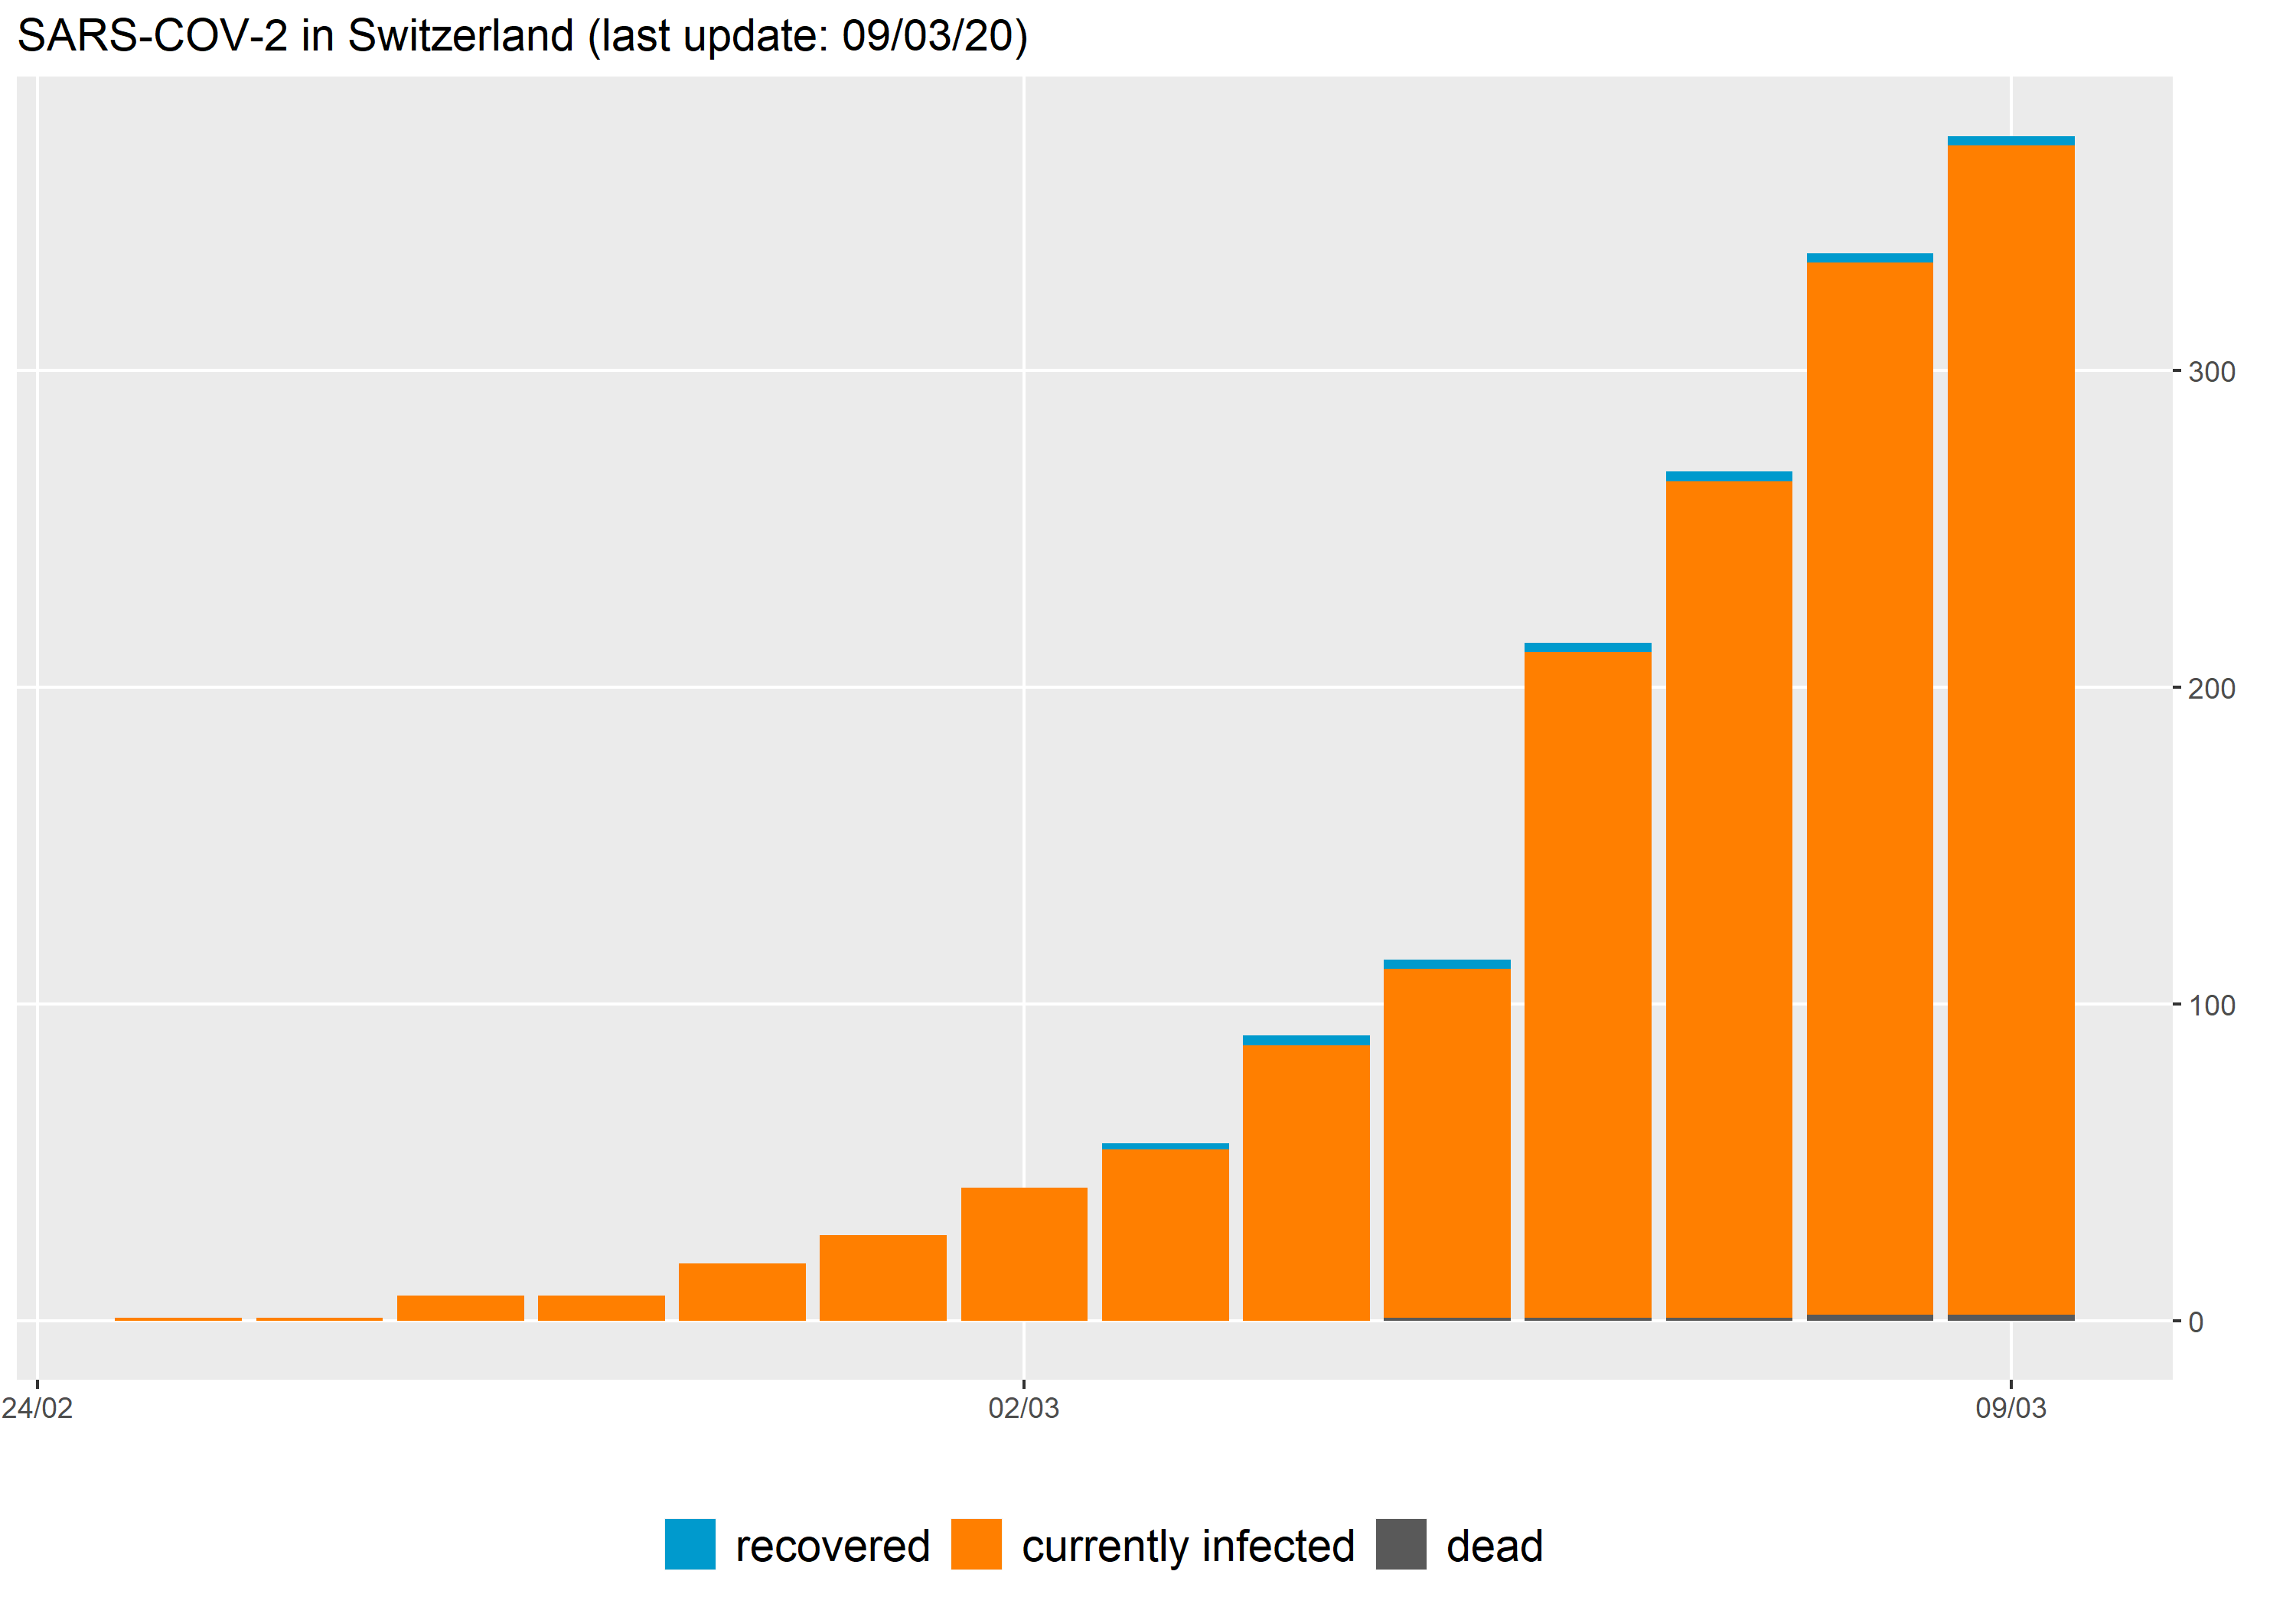 SARS-COV-2 in Switzerland (last update: 09/03/20)
300
200
100
0
24/02 02/03 09/03
recovered currently infected dead